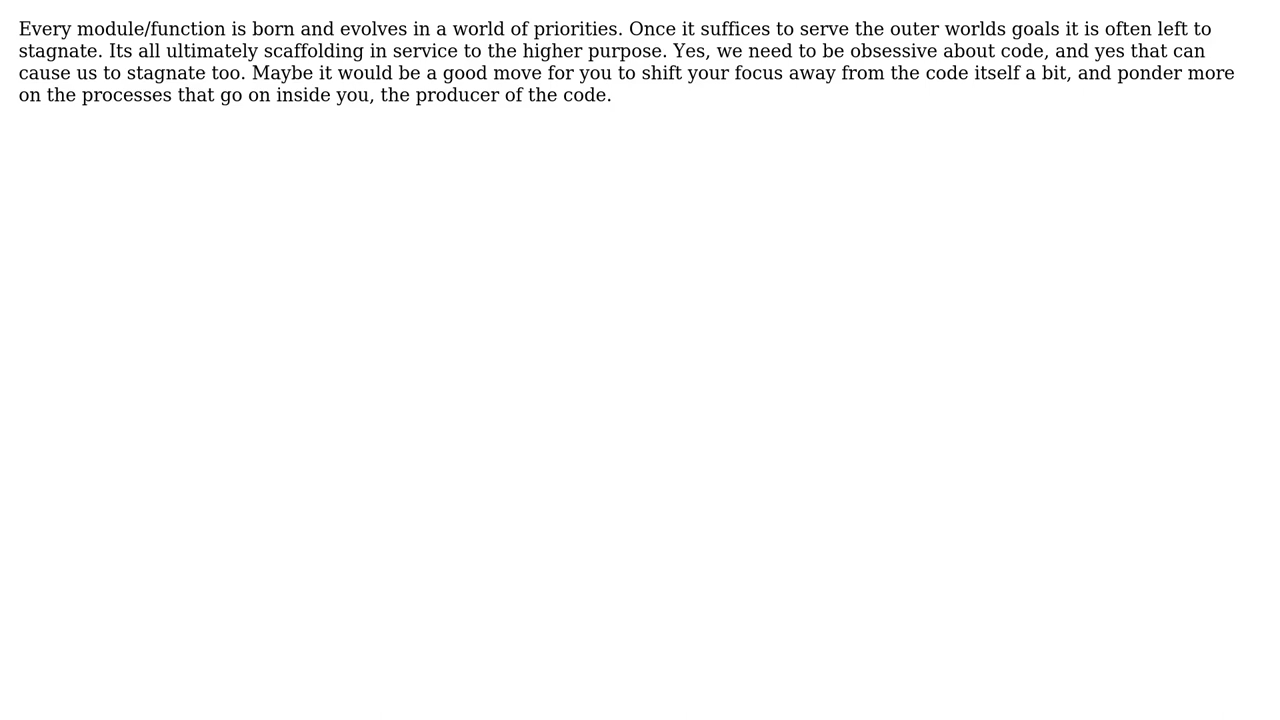 Every module/function is born and evolves in a world of priorities. Once it suffices to serve the outer worlds goals it is often left to
stagnate. Its all ultimately scaffolding in service to the higher purpose. Yes, we need to be obsessive about code, and yes that can
cause us to stagnate too. Maybe it would be a good move for you to shift your focus away from the code itself a bit, and ponder more
on the processes that go on inside you, the producer of the code.